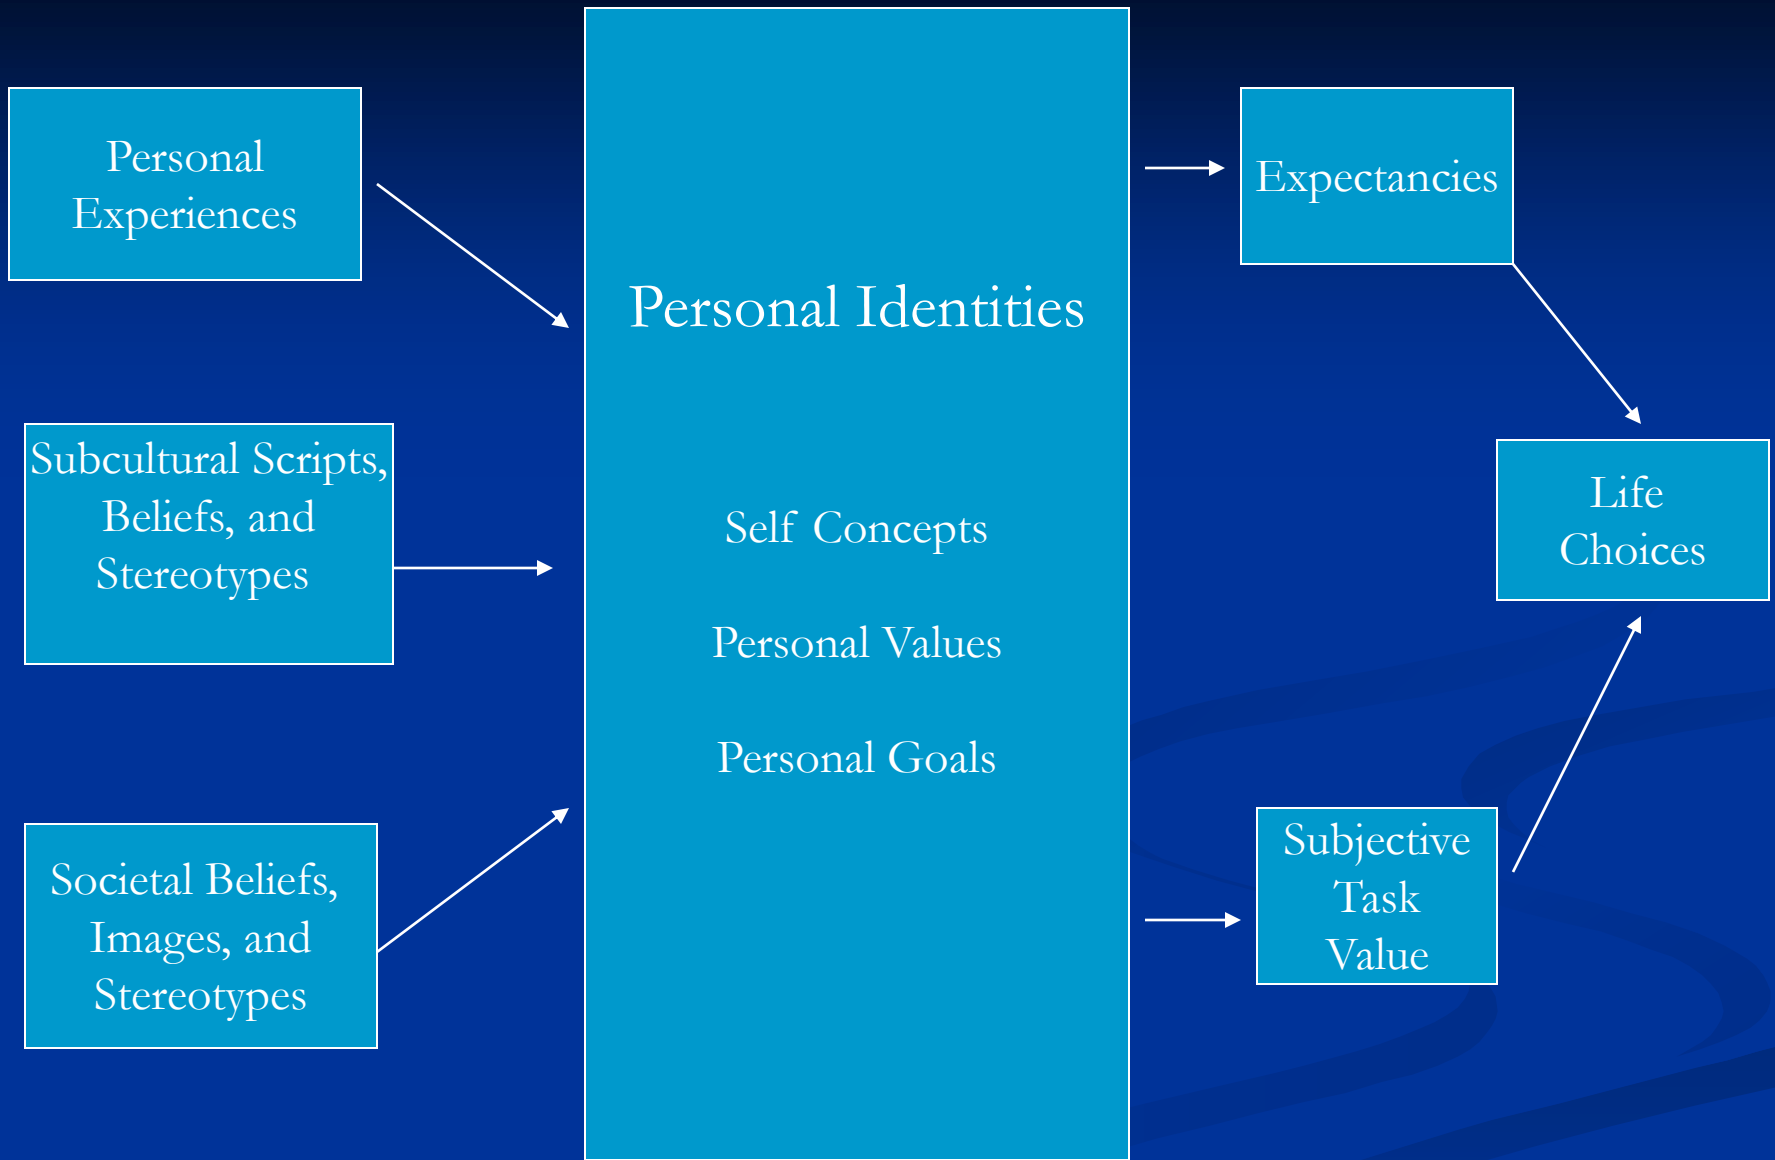 Personal
Experiences
Subcultural Scripts,
Beliefs, and
Stereotypes
Societal Beliefs,
Images, and
Stereotypes
Personal Identities
Self Concepts
Personal Values
Personal Goals
Expectancies
Subjective
Task
Value
Life
Choices